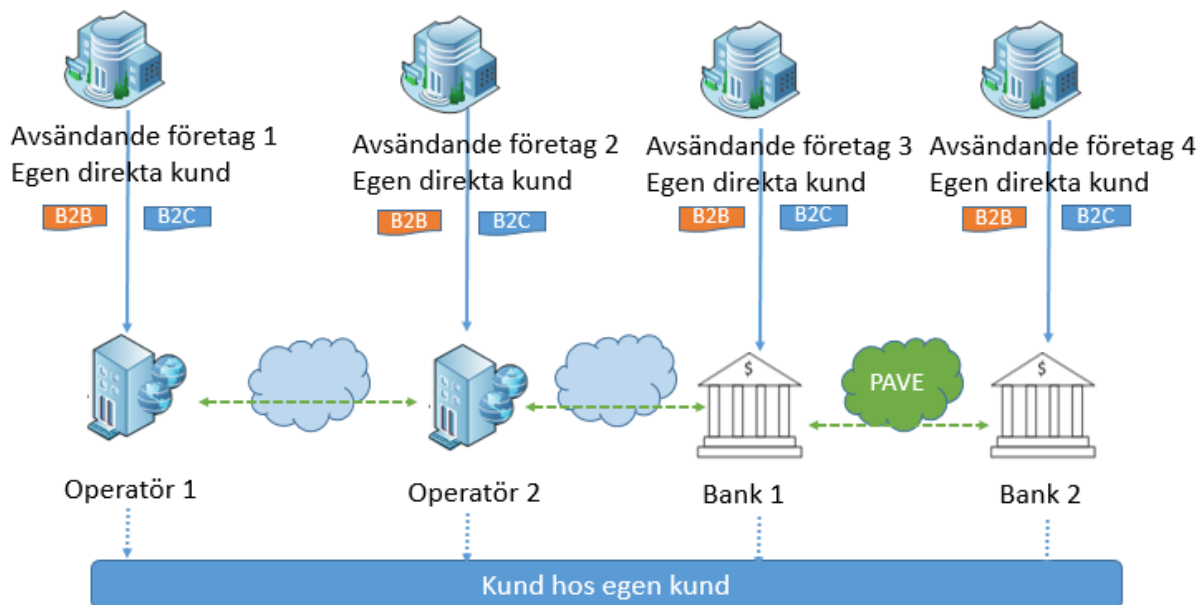 Avsändande företag 1
Egen direkta kund
B2B
B2C
Avsändande företag 2
Egen direkta kund
B2B
B2C
Avsändande företag 3
Egen direkta kund
B2B
B2C
Avsändande företag 4
Egen direkta kund
B2B
B2C
$
PAVE
$
Operatör 1
Operatör 2
Bank 1
Bank 2
Kund hos egen kund